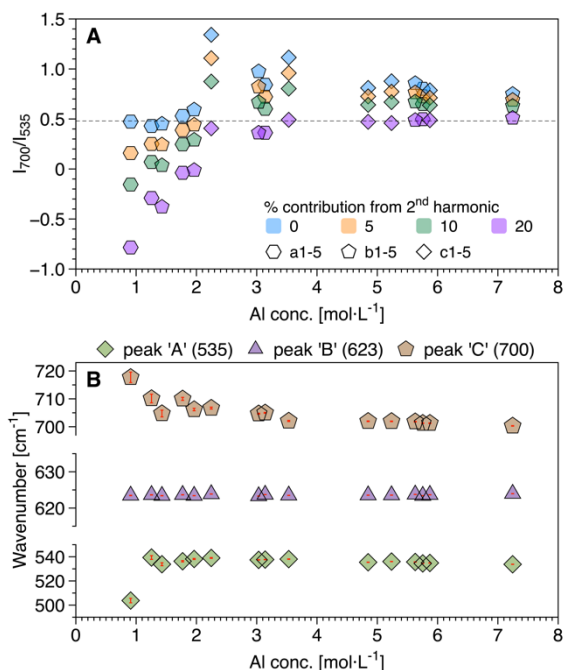 A
1.5
1.0
0.5
0
−0.5
−1.0
I₇₀₀/I₅₃₅
% contribution from 2ⁿᵈ harmonic
0 5 10 20
a1-5 b1-5 c1-5
0 1 2 3 4 5 6 7 8
Al conc. [mol·L⁻¹]
peak 'A' (535) peak 'B' (623) peak 'C' (700)
B
720
710
700
630
620
540
520
500
Wavenumber [cm⁻¹]
0 1 2 3 4 5 6 7 8
Al conc. [mol·L⁻¹]